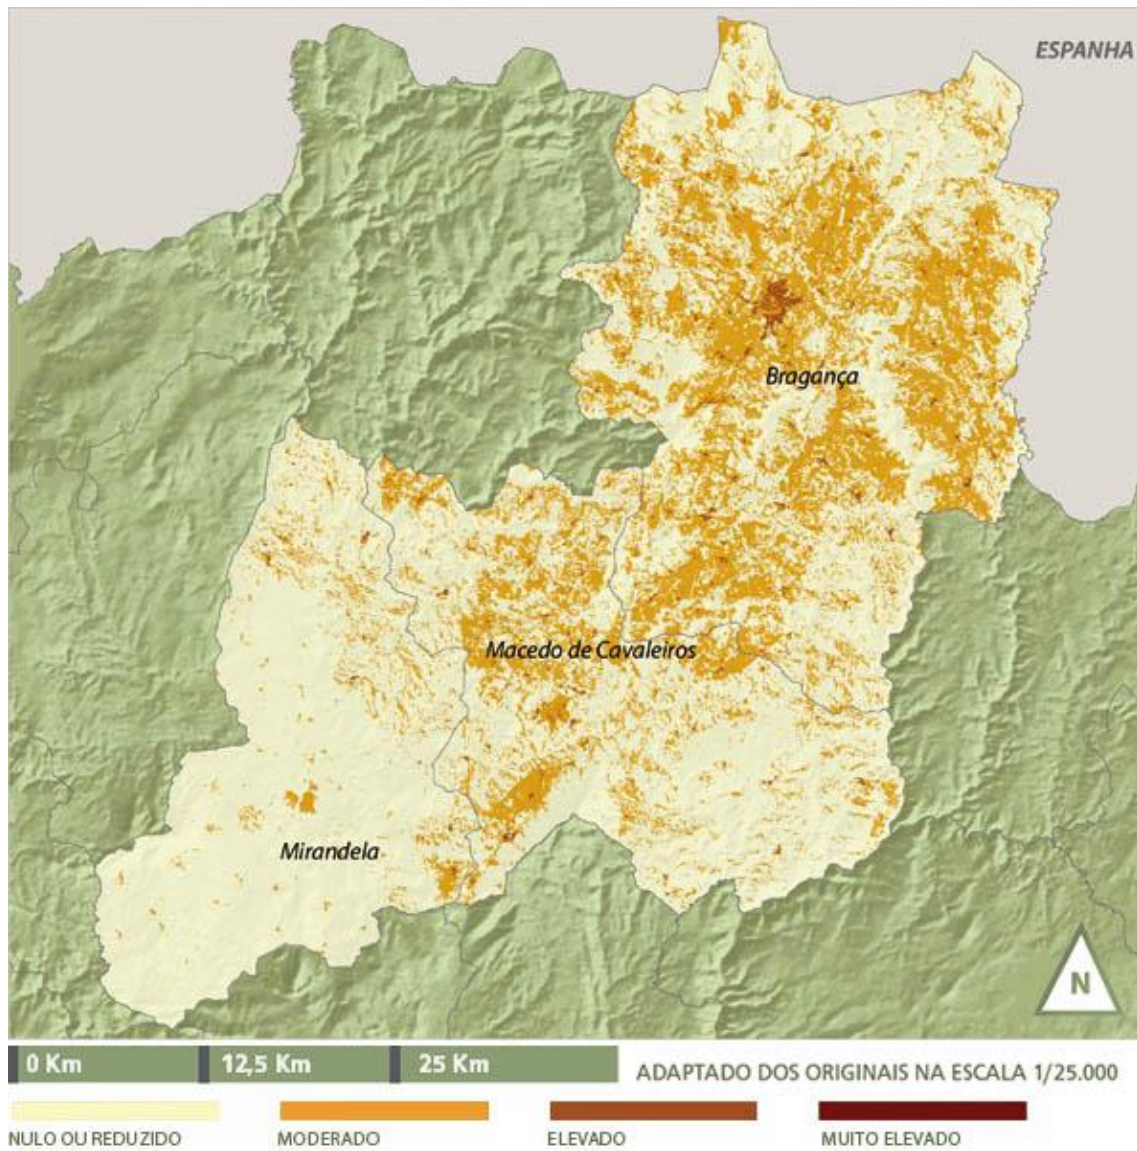 ESPANHA
Bragança
Macedo de Cavaleiros
Mirandela
N
0 Km 12,5 Km 25 Km
ADAPTADO DOS ORIGINAIS NA ESCALA 1/25.000
NULO OU REDUZIDO MODERADO ELEVADO MUITO ELEVADO